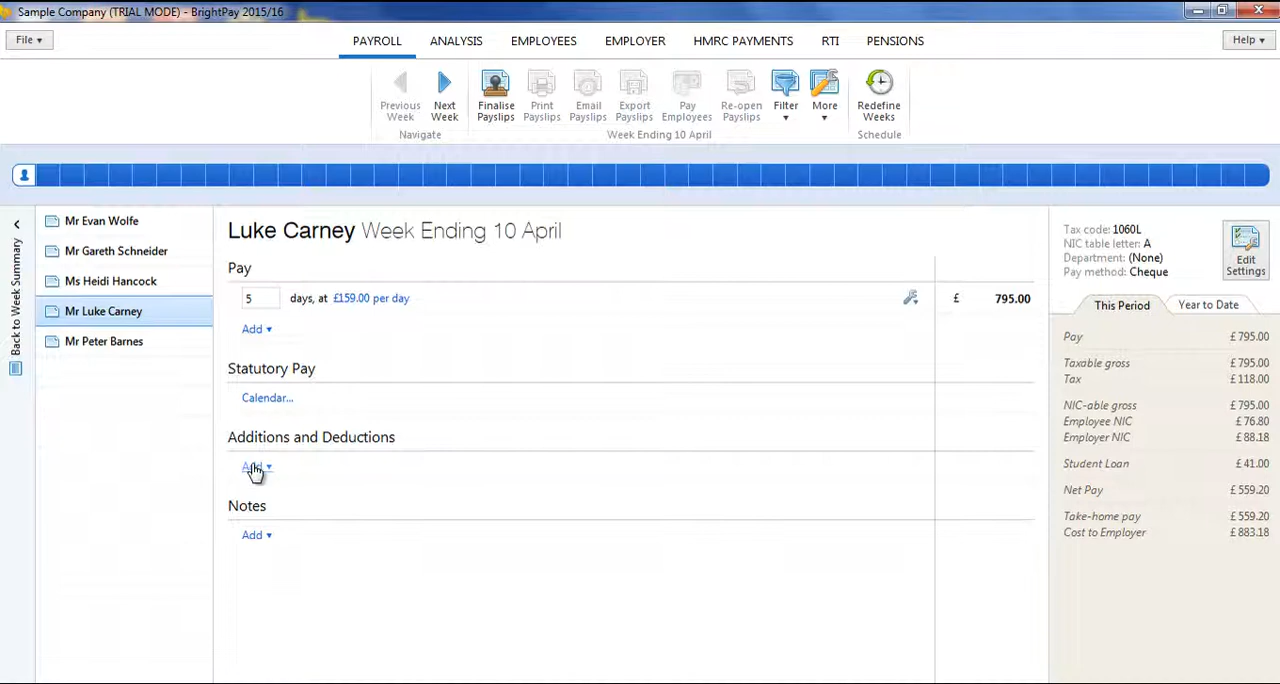 Sample Company (TRIAL MODE) - BrightPay 2015/16
File
PAYROLL ANALYSIS EMPLOYEES EMPLOYER HMRC PAYMENTS RTI PENSIONS
Help
Previous Week
Next Week
Navigate
Finalise Payslips
Print Payslips
Email Payslips
Export Payslips
Pay Employees
Re-open Payslips
Filter
More
Week Ending 10 April
Redefine Weeks
Schedule
Back to Week Summary
Mr Evan Wolfe
Mr Gareth Schneider
Ms Heidi Hancock
Mr Luke Carney
Mr Peter Barnes
Luke Carney Week Ending 10 April
Pay
5 days, at £159.00 per day £ 795.00
Add
Statutory Pay
Calendar...
Additions and Deductions
Add
Notes
Add
Tax code: 1060L
NIC table letter: A
Department: (None)
Pay method: Cheque
Edit Settings
This Period Year to Date
Pay £ 795.00
Taxable gross £ 795.00
Tax £ 118.00
NIC-able gross £ 795.00
Employee NIC £ 76.80
Employer NIC £ 88.18
Student Loan £ 41.00
Net Pay £ 559.20
Take-home pay £ 559.20
Cost to Employer £ 883.18